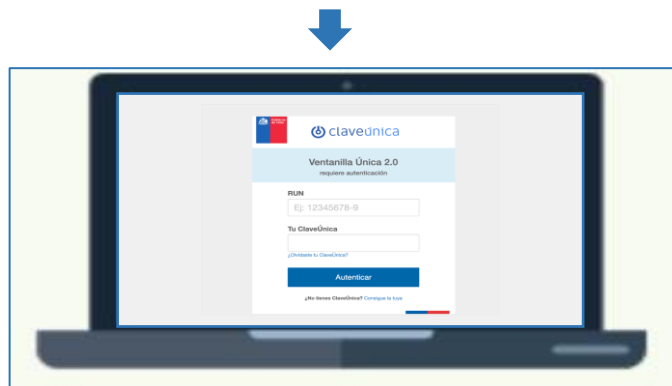 claveúnica
Ventanilla Única 2.0
requiere autenticación
RUN
Ej: 12345678-9
Tu ClaveÚnica
¿Olvidaste tu ClaveÚnica?
Autenticar
¿No tienes ClaveÚnica? Consigue la tuya